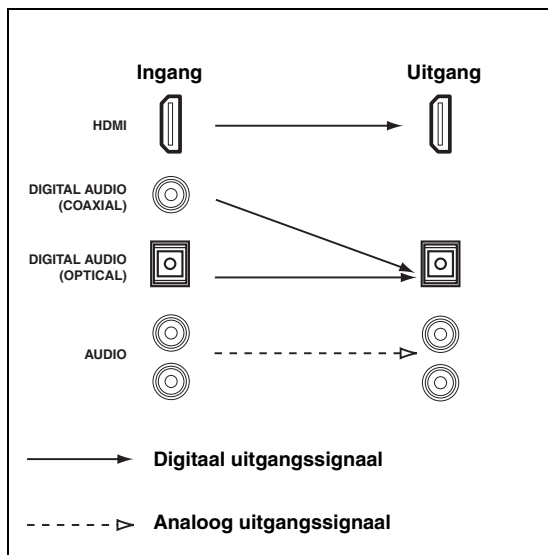 Ingang Uitgang
HDMI
DIGITAL AUDIO
(COAXIAL)
DIGITAL AUDIO
(OPTICAL)
AUDIO
Digitaal uitgangssignaal
Analoog uitgangssignaal